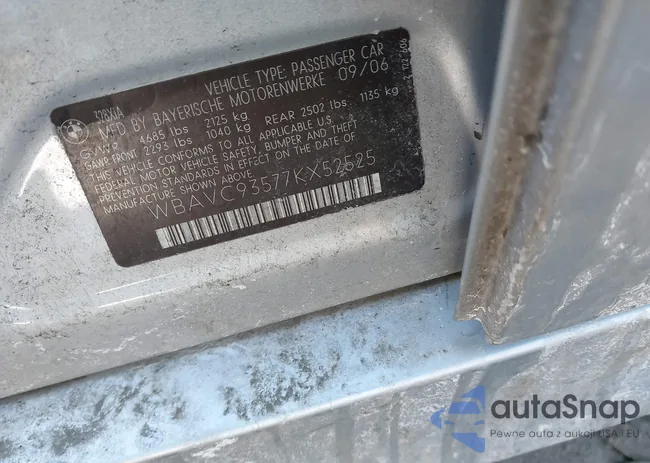 328XIA VEHICLE TYPE: PASSENGER CAR
MFD BY BAYERISCHE MOTORENWERKE 09/06
GVWR 4685 lbs 2125 kg
GAWR FRONT 2293 lbs 1040 kg REAR 2502 lbs 1135 kg
THIS VEHICLE CONFORMS TO ALL APPLICABLE U.S.
FEDERAL MOTOR VEHICLE SAFETY, BUMPER, AND THEFT
PREVENTION STANDARDS IN EFFECT ON THE DATE OF
MANUFACTURE SHOWN ABOVE.
WBAVC93577KX52525
autaSnap
Pewne auta z aukcji USA i EU